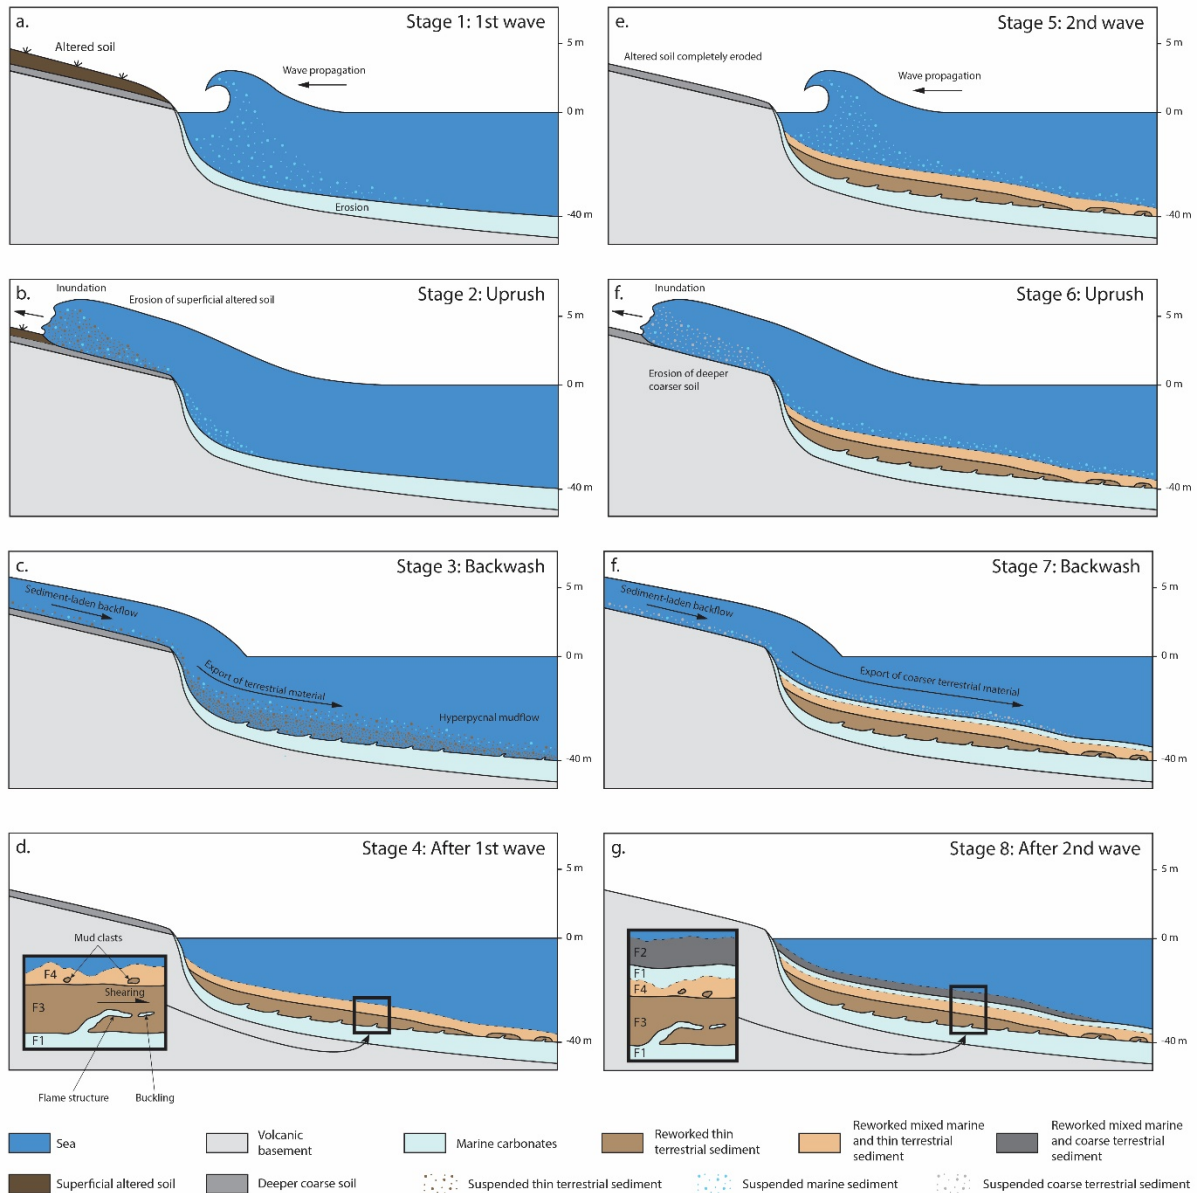 a.
Stage 1: 1st wave
Altered soil
Wave propagation
5 m
0 m
Erosion
-40 m
e.
Stage 5: 2nd wave
Altered soil completely eroded
Wave propagation
5 m
0 m
-40 m
b.
Inundation
Erosion of superficial altered soil
Stage 2: Uprush
5 m
0 m
-40 m
f.
Inundation
Stage 6: Uprush
5 m
Erosion of deeper
coarser soil
0 m
-40 m
c.
Stage 3: Backwash
Sediment-laden backflow
5 m
0 m
Export of terrestrial material
Hyperpycnal mudflow
-40 m
f.
Stage 7: Backwash
Sediment-laden backflow
5 m
0 m
Export of coarser terrestrial material
-40 m
d.
Stage 4: After 1st wave
5 m
0 m
Mud clasts
F4
Shearing
F3
F1
-40 m
Flame structure
Buckling
g.
Stage 8: After 2nd wave
5 m
0 m
F2
F1
F4
F3
F1
-40 m
Sea
Volcanic
basement
Marine carbonates
Reworked thin
terrestrial sediment
Reworked mixed marine
and thin terrestrial
sediment
Reworked mixed marine
and coarse terrestrial
sediment
Superficial altered soil
Deeper coarse soil
Suspended thin terrestrial sediment
Suspended marine sediment
Suspended coarse terrestrial sediment